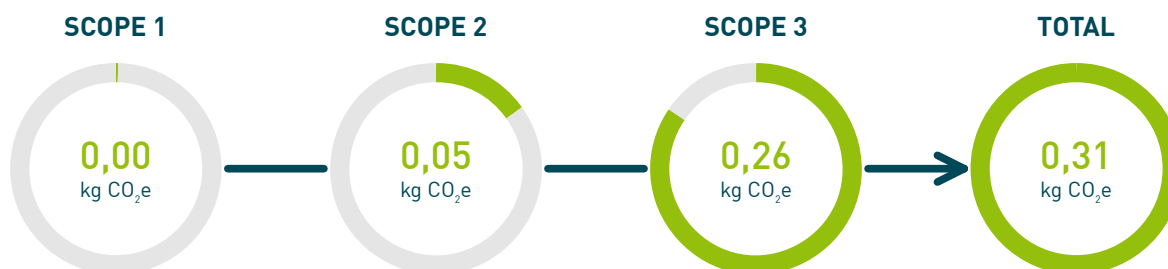 SCOPE 1
0,00
kg CO₂e
SCOPE 2
0,05
kg CO₂e
SCOPE 3
0,26
kg CO₂e
TOTAL
0,31
kg CO₂e